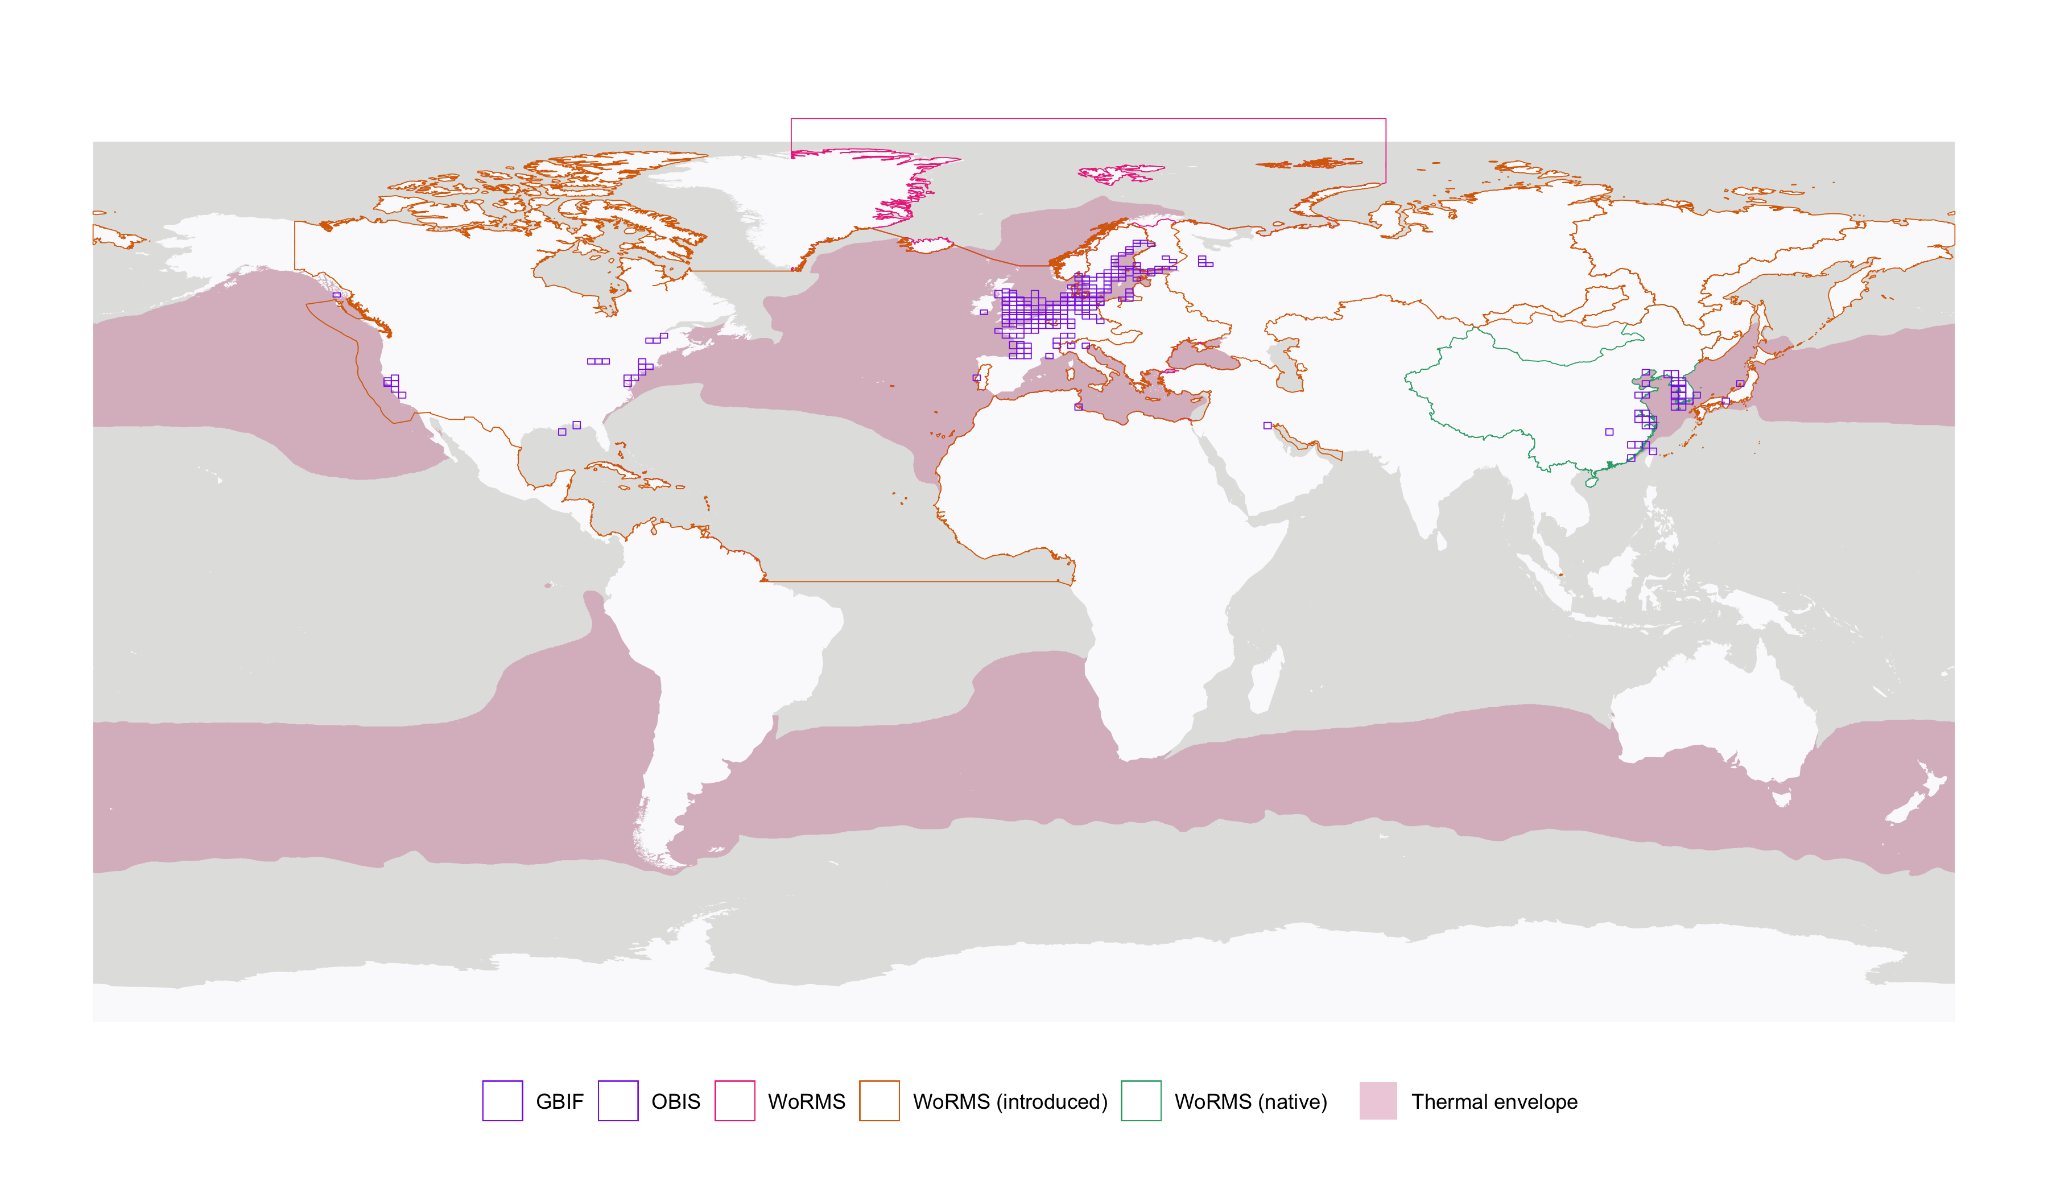 GBIF OBIS WoRMS WoRMS (introduced) WoRMS (native) Thermal envelope